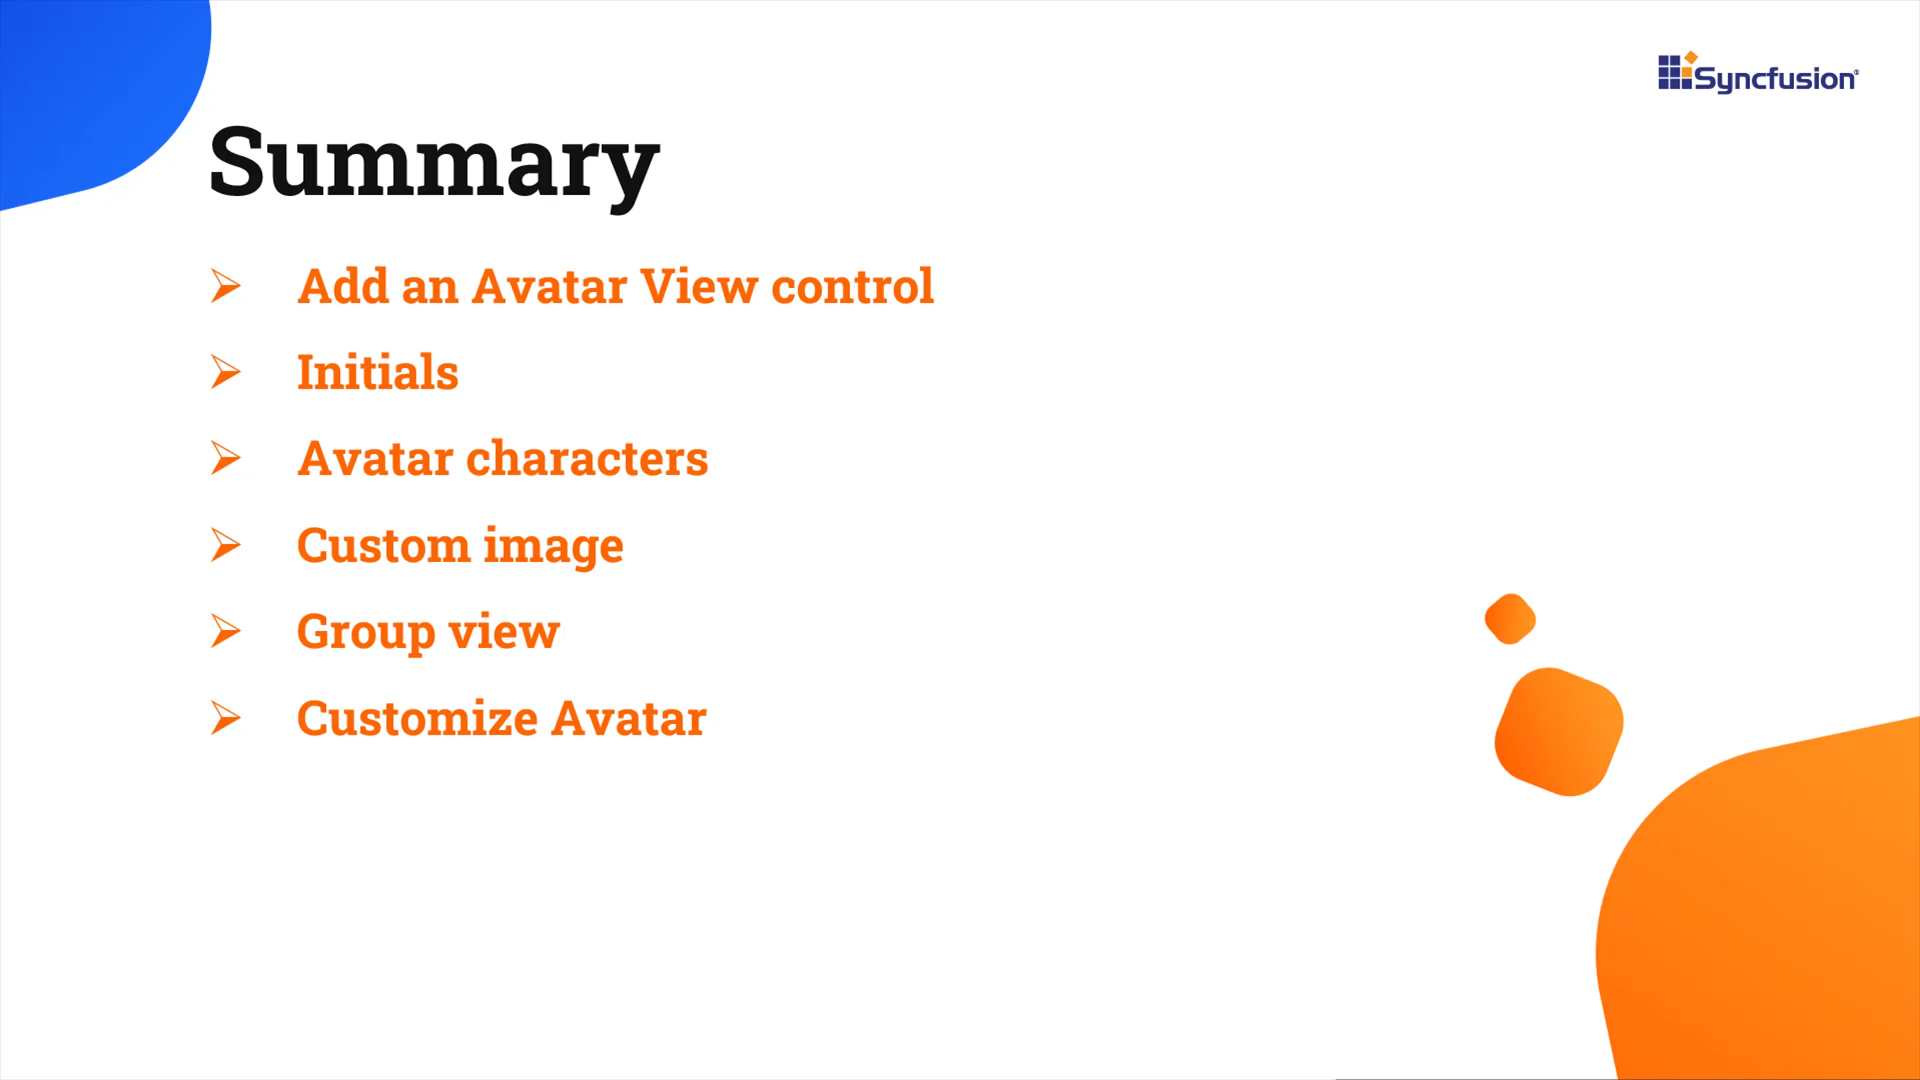 Syncfusion®
Summary
➢ Add an Avatar View control
➢ Initials
➢ Avatar characters
➢ Custom image
➢ Group view
➢ Customize Avatar